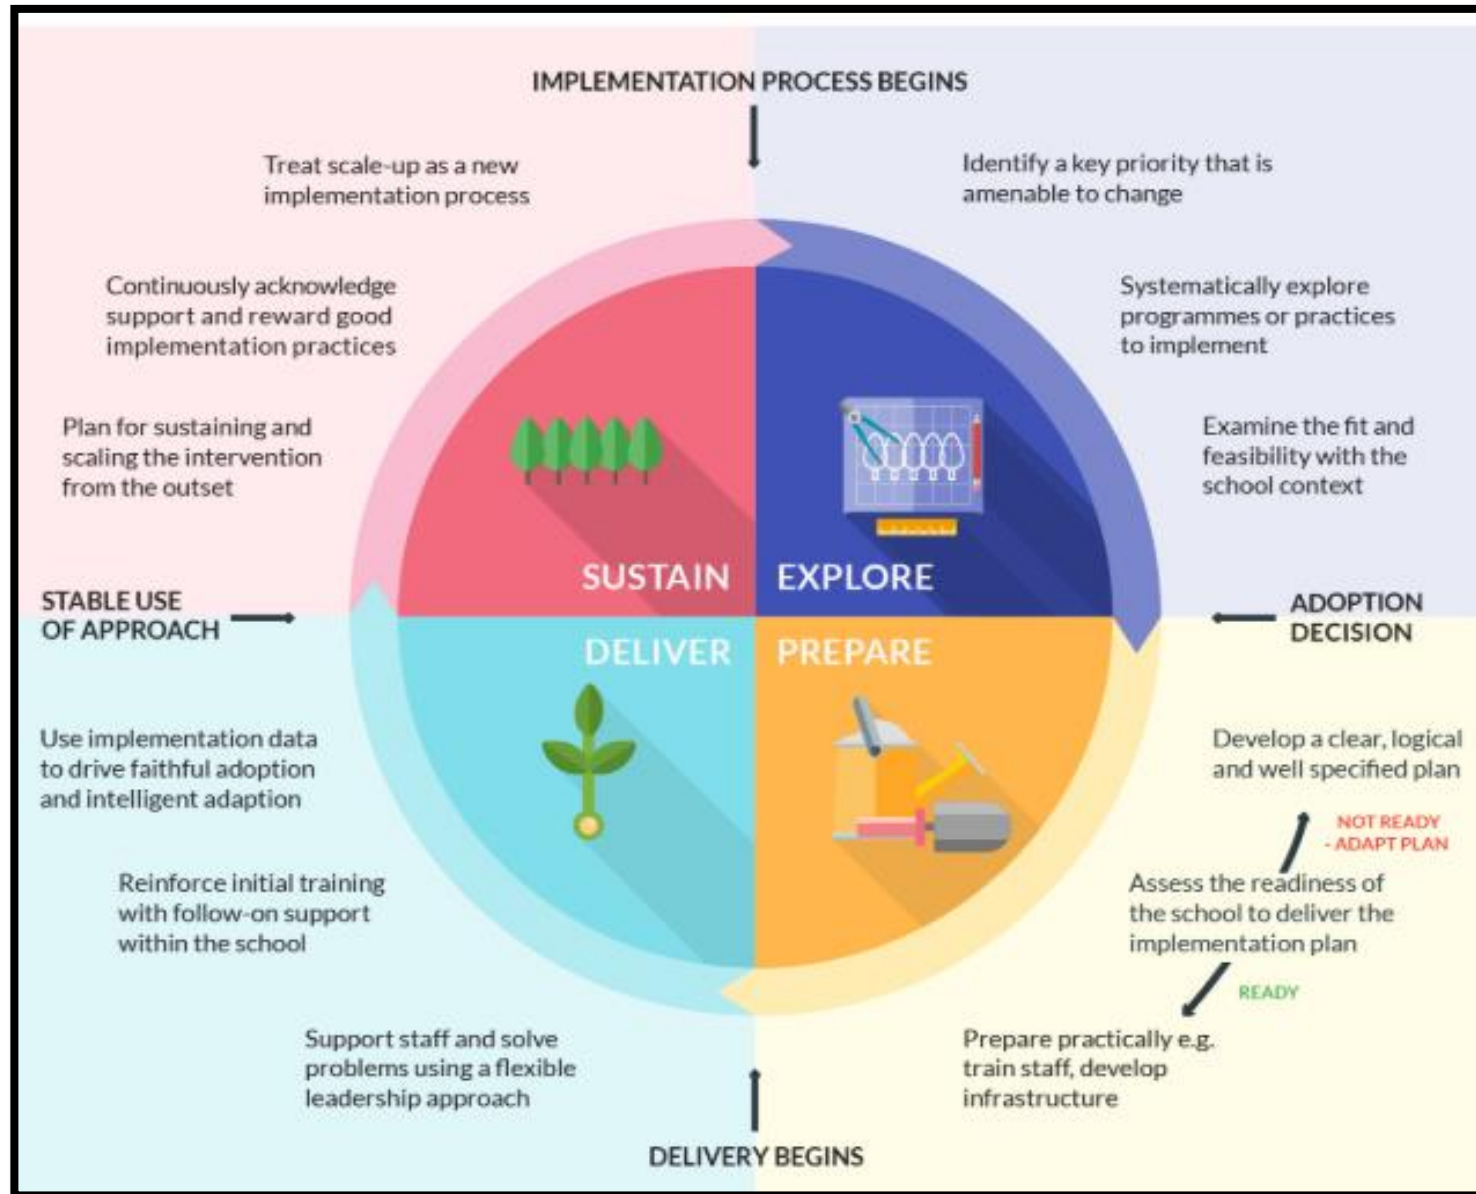 IMPLEMENTATION PROCESS BEGINS
Identify a key priority that is
amenable to change
Systematically explore
programmes or practices
to implement
Examine the fit and
feasibility with the
school context
EXPLORE
ADOPTION
DECISION
PREPARE
Develop a clear, logical
and well specified plan
NOT READY
- ADAPT PLAN
Assess the readiness of
the school to deliver the
implementation plan
READY
Prepare practically e.g.
train staff, develop
infrastructure
DELIVERY BEGINS
DELIVER
Support staff and solve
problems using a flexible
leadership approach
Reinforce initial training
with follow-on support
within the school
Use implementation data
to drive faithful adoption
and intelligent adaption
STABLE USE
OF APPROACH
SUSTAIN
Plan for sustaining and
scaling the intervention
from the outset
Continuously acknowledge
support and reward good
implementation practices
Treat scale-up as a new
implementation process